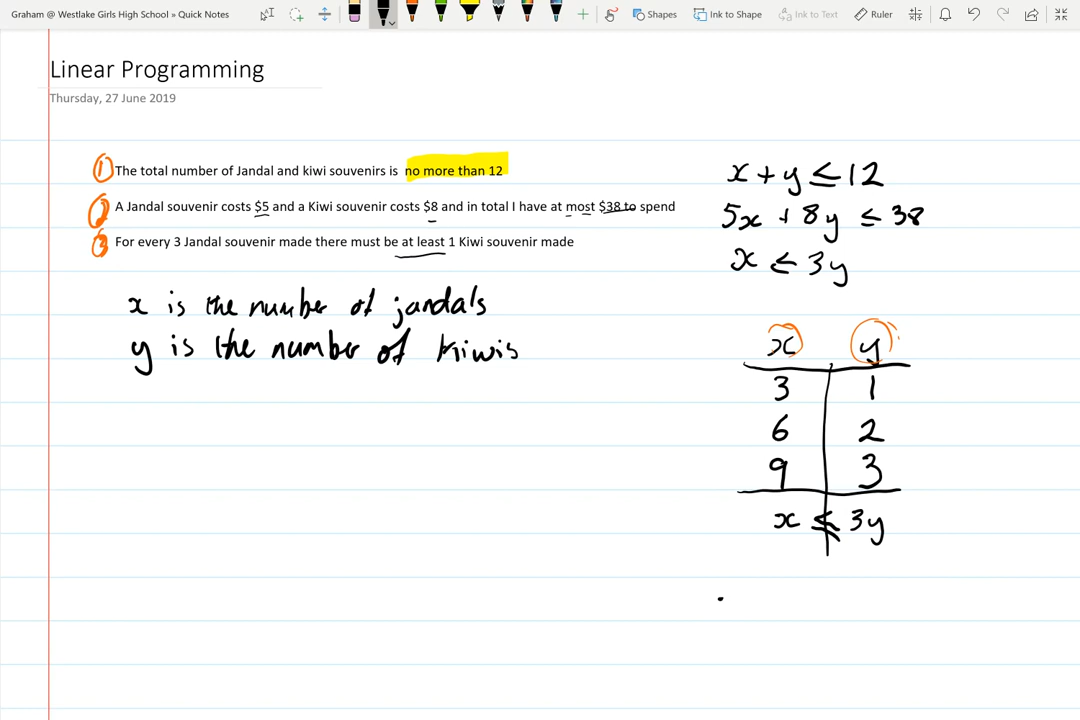 Graham @ Westlake Girls High School » Quick Notes
Shapes
Ink to Shape
Ink to Text
Ruler
Linear Programming
Thursday, 27 June 2019
① The total number of Jandal and kiwi souvenirs is no more than 12
② A Jandal souvenir costs $5 and a Kiwi souvenir costs $8 and in total I have at most $38 to spend
③ For every 3 Jandal souvenir made there must be at least 1 Kiwi souvenir made
x is the number of jandals
y is the number of kiwis
x + y ≤ 12
5x + 8y ≤ 38
x ≤ 3y
x y
3 1
6 2
9 3
x ≤ 3y